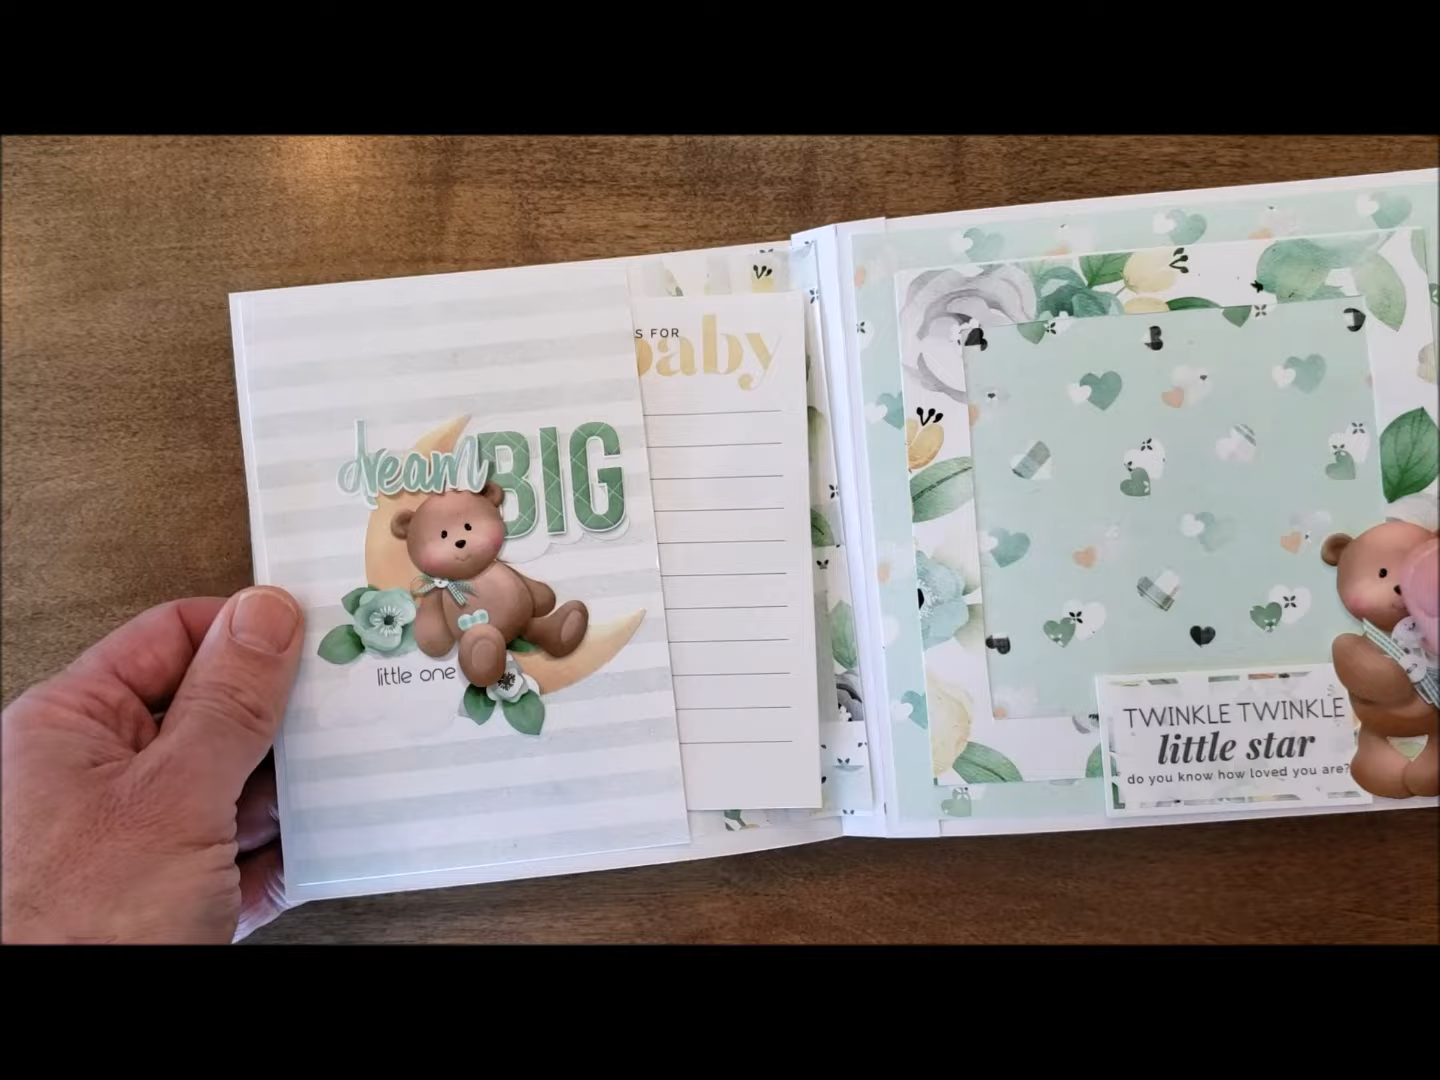 dream BIG
little one
FOR
baby
TWINKLE TWINKLE
little star
do you know how loved you are?